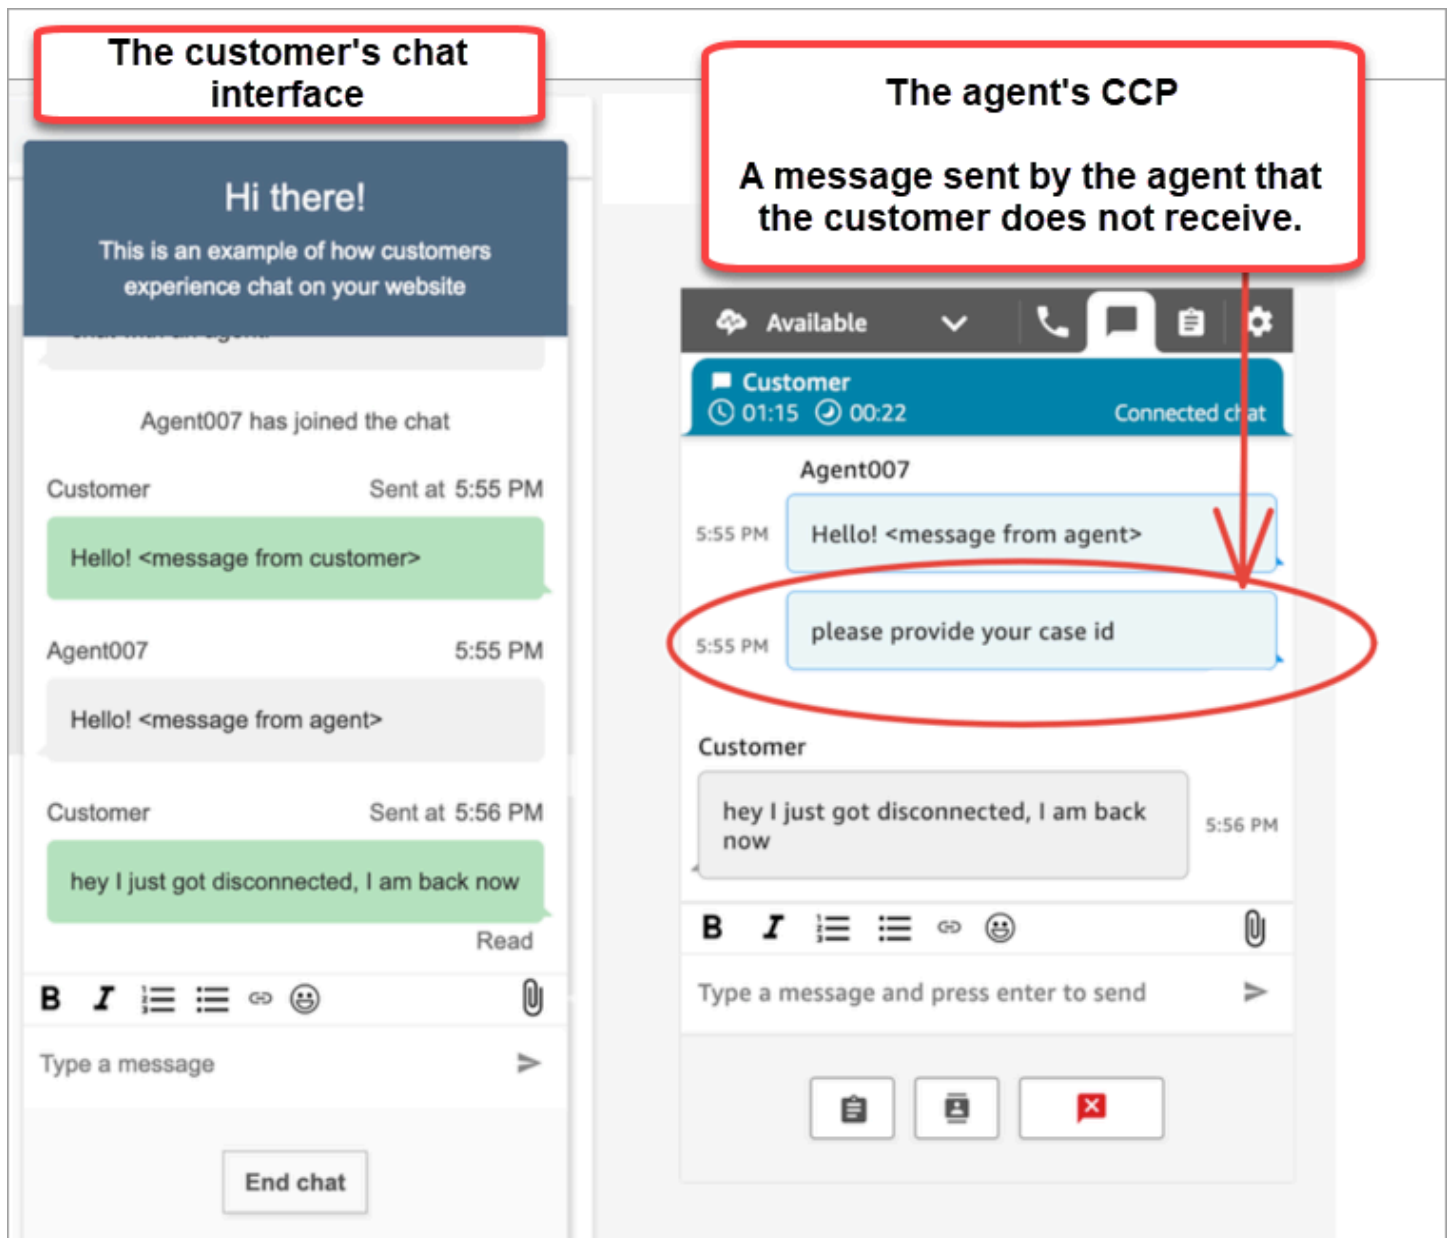 The customer's chat
interface
Hi there!
This is an example of how customers
experience chat on your website
Agent007 has joined the chat
Customer Sent at 5:55 PM
Hello! <message from customer>
Agent007 5:55 PM
Hello! <message from agent>
Customer Sent at 5:56 PM
hey I just got disconnected, I am back now
Read
B I
Type a message
End chat
The agent's CCP
A message sent by the agent that
the customer does not receive.
Available
Customer
01:15 00:22 Connected chat
Agent007
5:55 PM Hello! <message from agent>
5:55 PM please provide your case id
Customer
hey I just got disconnected, I am back
now
5:56 PM
B I
Type a message and press enter to send